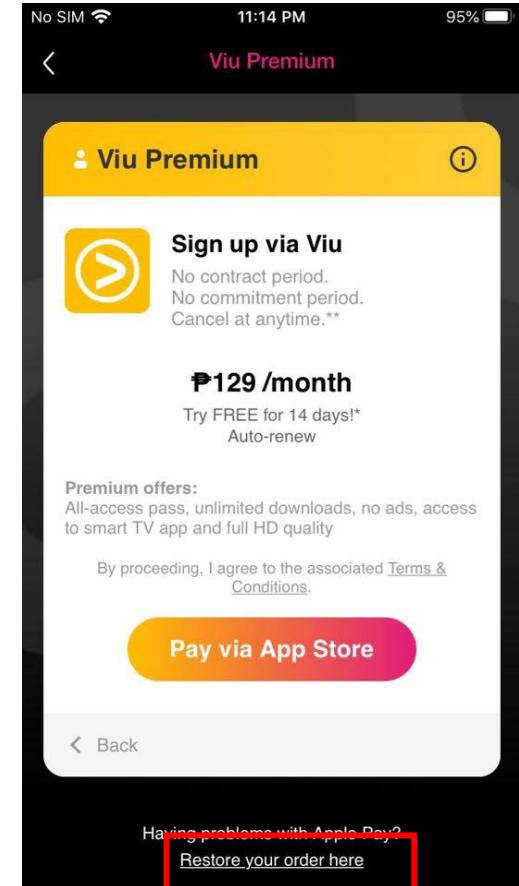 No SIM 11:14 PM 95%
Viu Premium
Viu Premium
Sign up via Viu
No contract period.
No commitment period.
Cancel at anytime.**
₱129 /month
Try FREE for 14 days!*
Auto-renew
Premium offers:
All-access pass, unlimited downloads, no ads, access
to smart TV app and full HD quality
By proceeding, I agree to the associated Terms &
Conditions.
Pay via App Store
Back
Having problems with Apple Pay?
Restore your order here